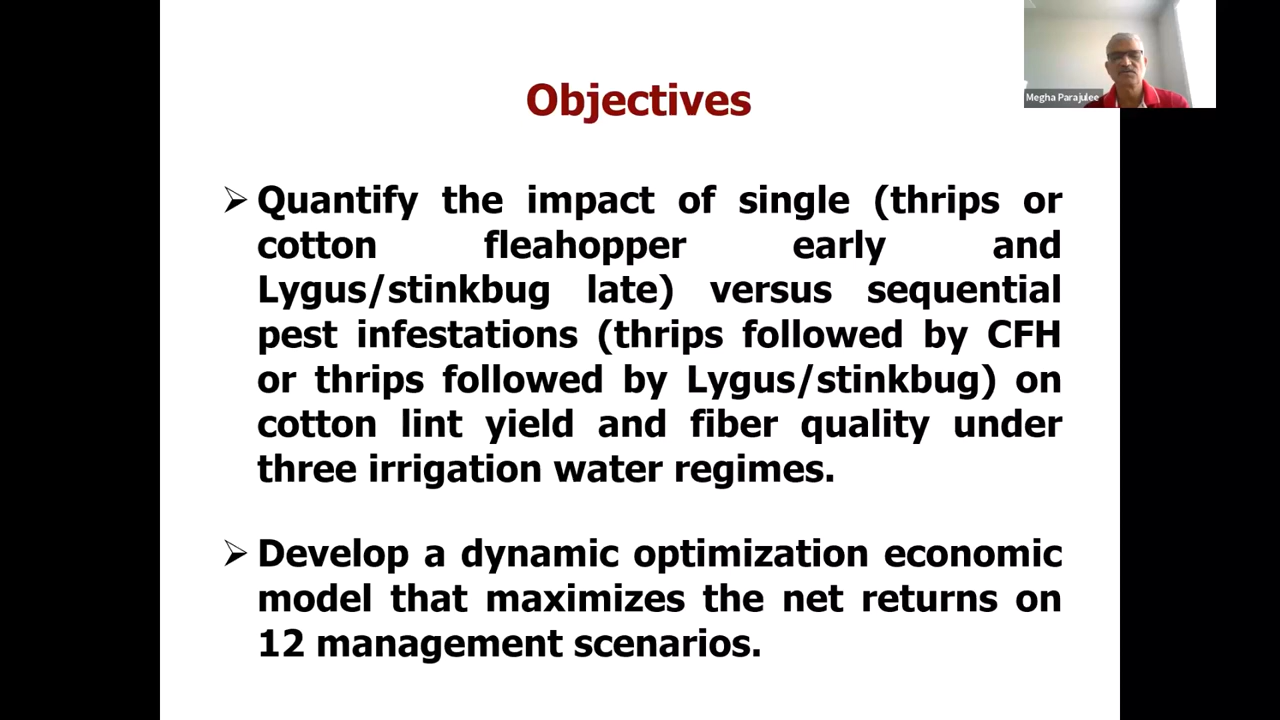 Objectives
Megha Parajulee
➢ Quantify the impact of single (thrips or
cotton fleahopper early and
Lygus/stinkbug late) versus sequential
pest infestations (thrips followed by CFH
or thrips followed by Lygus/stinkbug) on
cotton lint yield and fiber quality under
three irrigation water regimes.
➢ Develop a dynamic optimization economic
model that maximizes the net returns on
12 management scenarios.